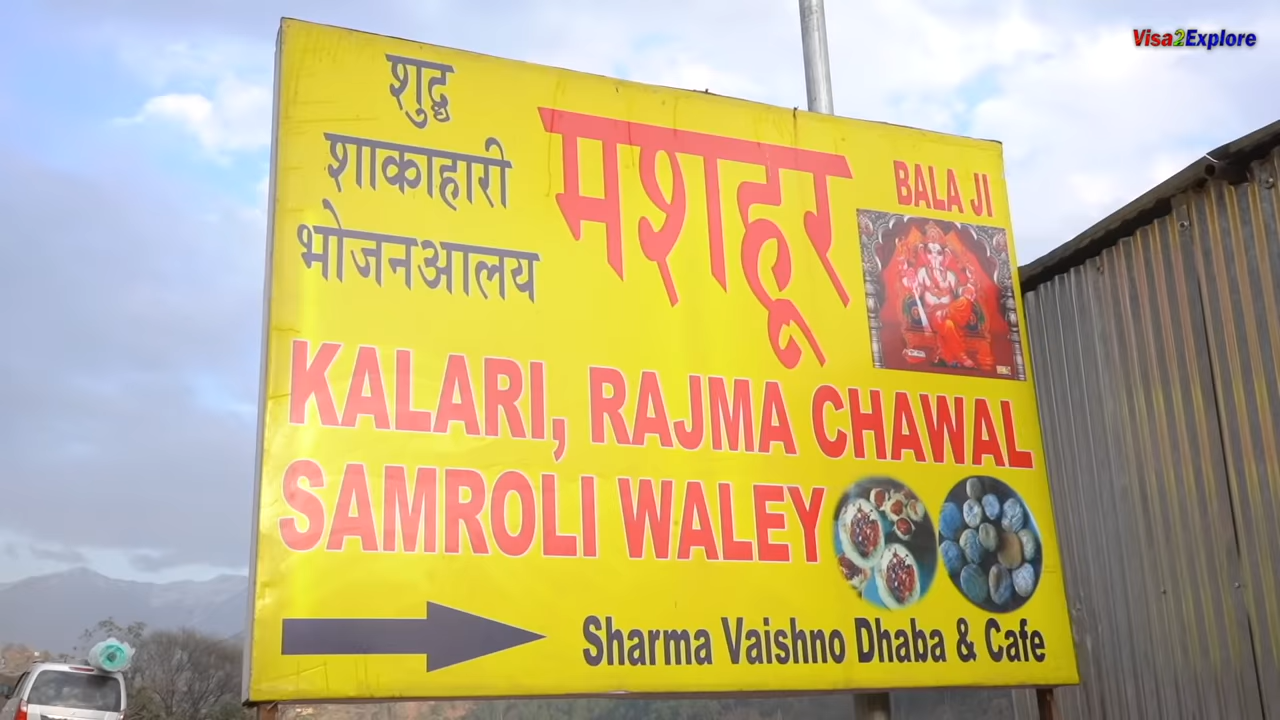 Visa2Explore
शुद्ध
शाकाहारी
भोजनआलय
मशहूर
BALA JI
KALARI, RAJMA CHAWAL
SAMROLI WALEY
Sharma Vaishno Dhaba & Cafe